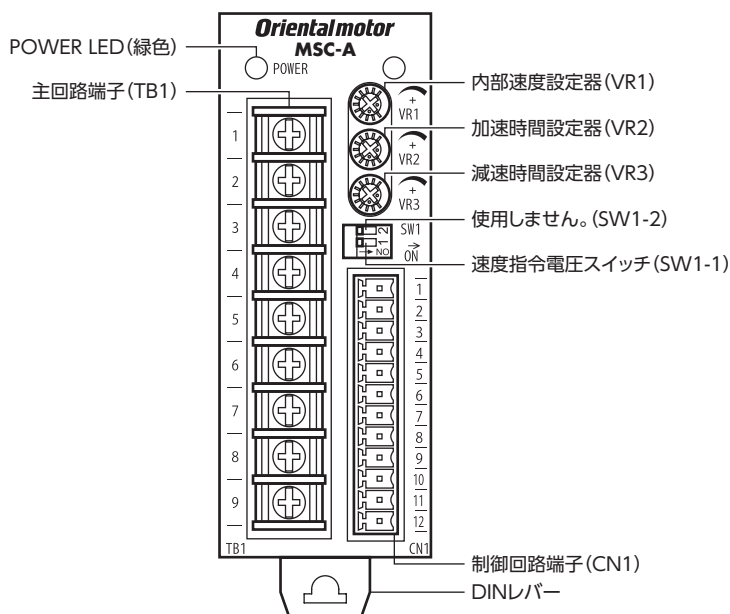 Orientalmotor
MSC-A
POWER LED(緑色)
POWER
主回路端子(TB1)
内部速度設定器(VR1)
加速時間設定器(VR2)
減速時間設定器(VR3)
使用しません。(SW1-2)
速度指令電圧スイッチ(SW1-1)
+
VR1
+
VR2
+
VR3
SW1
1 2
→ NO
→
ON
1
2
3
4
5
6
7
8
9
TB1
1
2
3
4
5
6
7
8
9
10
11
12
CN1
制御回路端子(CN1)
DINレバー